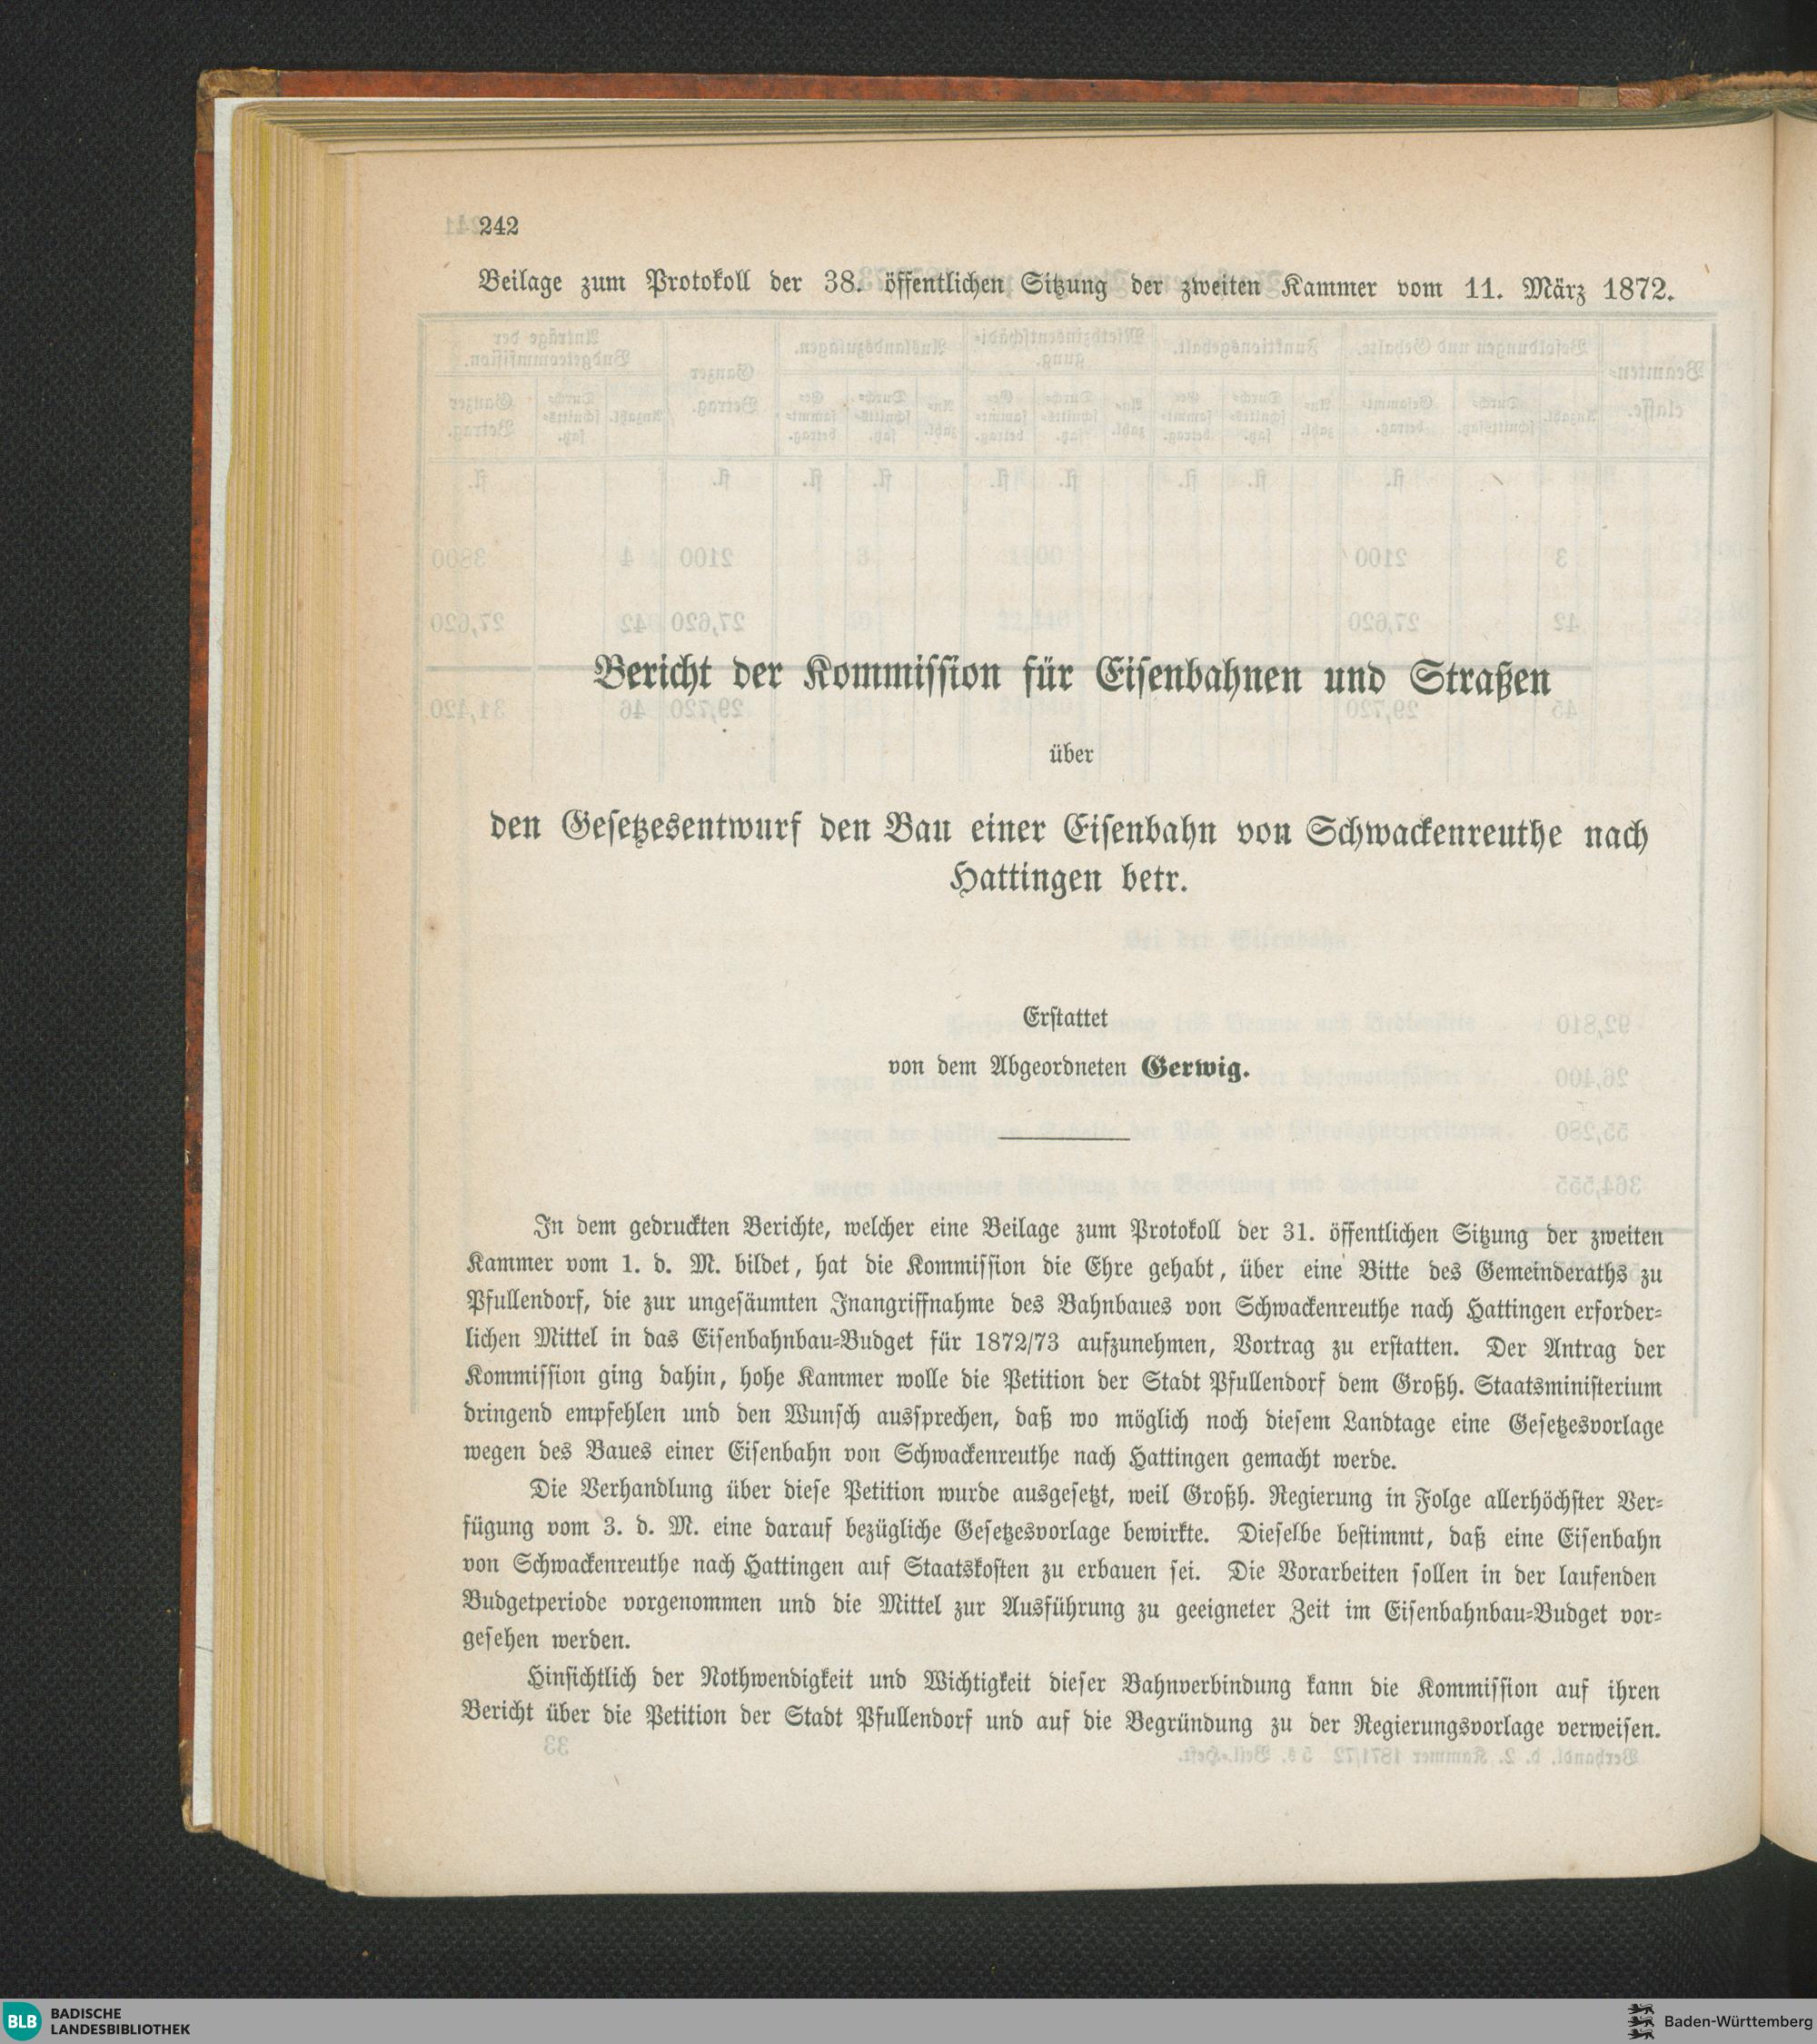 242
Beilage zum Protokoll der 38. öffentlichen Sitzung der zweiten Kammer vom 11. März 1872.
Bericht der Kommission für Eisenbahnen und Straßen
über
den Gesetzesentwurf den Bau einer Eisenbahn von Schwackenreuthe nach
Hattingen betr.
Erstattet
von dem Abgeordneten Gerwig.
In dem gedruckten Berichte, welcher eine Beilage zum Protokoll der 31. öffentlichen Sitzung der zweiten
Kammer vom 1. d. M. bildet, hat die Kommission die Ehre gehabt, über eine Bitte des Gemeinderaths zu
Pfullendorf, die zur ungesäumten Inangriffnahme des Bahnbaues von Schwackenreuthe nach Hattingen erforder-
lichen Mittel in das Eisenbahnbau-Budget für 1872/73 aufzunehmen, Vortrag zu erstatten. Der Antrag der
Kommission ging dahin, hohe Kammer wolle die Petition der Stadt Pfullendorf dem Großh. Staatsministerium
dringend empfehlen und den Wunsch aussprechen, daß wo möglich noch diesem Landtage eine Gesetzesvorlage
wegen des Baues einer Eisenbahn von Schwackenreuthe nach Hattingen gemacht werde.
Die Verhandlung über diese Petition wurde ausgesetzt, weil Großh. Regierung in Folge allerhöchster Ver-
fügung vom 3. d. M. eine darauf bezügliche Gesetzesvorlage bewirkte. Dieselbe bestimmt, daß eine Eisenbahn
von Schwackenreuthe nach Hattingen auf Staatskosten zu erbauen sei. Die Vorarbeiten sollen in der laufenden
Budgetperiode vorgenommen und die Mittel zur Ausführung zu geeigneter Zeit im Eisenbahnbau-Budget vor-
gesehen werden.
Hinsichtlich der Nothwendigkeit und Wichtigkeit dieser Bahnverbindung kann die Kommission auf ihren
Bericht über die Petition der Stadt Pfullendorf und auf die Begründung zu der Regierungsvorlage verweisen.
BLB BADISCHE
LANDESBIBLIOTHEK
Baden-Württemberg